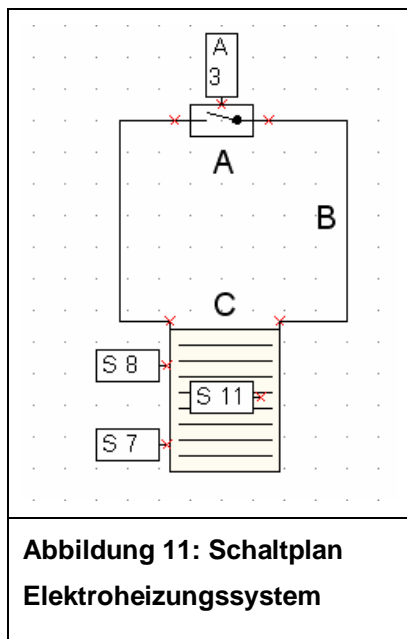 A
3
A
B
C
S 8
S 11
S 7
Abbildung 11: Schaltplan
Elektroheizungssystem